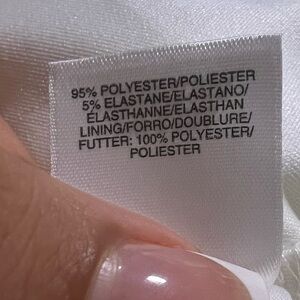 95% POLYESTER/POLIESTER
5% ELASTANE/ELASTANO/
ÉLASTHANNE/ELASTHAN
LINING/FORRO/DOUBLURE/
FUTTER: 100% POLYESTER/
POLIESTER